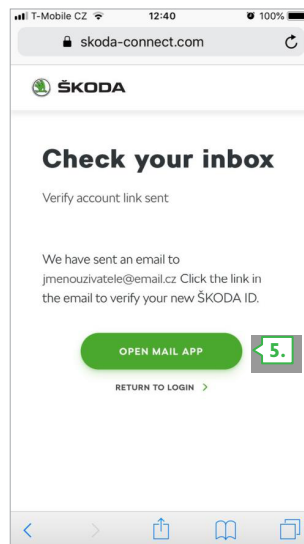 T-Mobile CZ 12:40 100%
skoda-connect.com
ŠKODA
Check your inbox
Verify account link sent
We have sent an email to
jmenouzivatele@email.cz Click the link in
the email to verify your new ŠKODA ID.
OPEN MAIL APP
5.
RETURN TO LOGIN